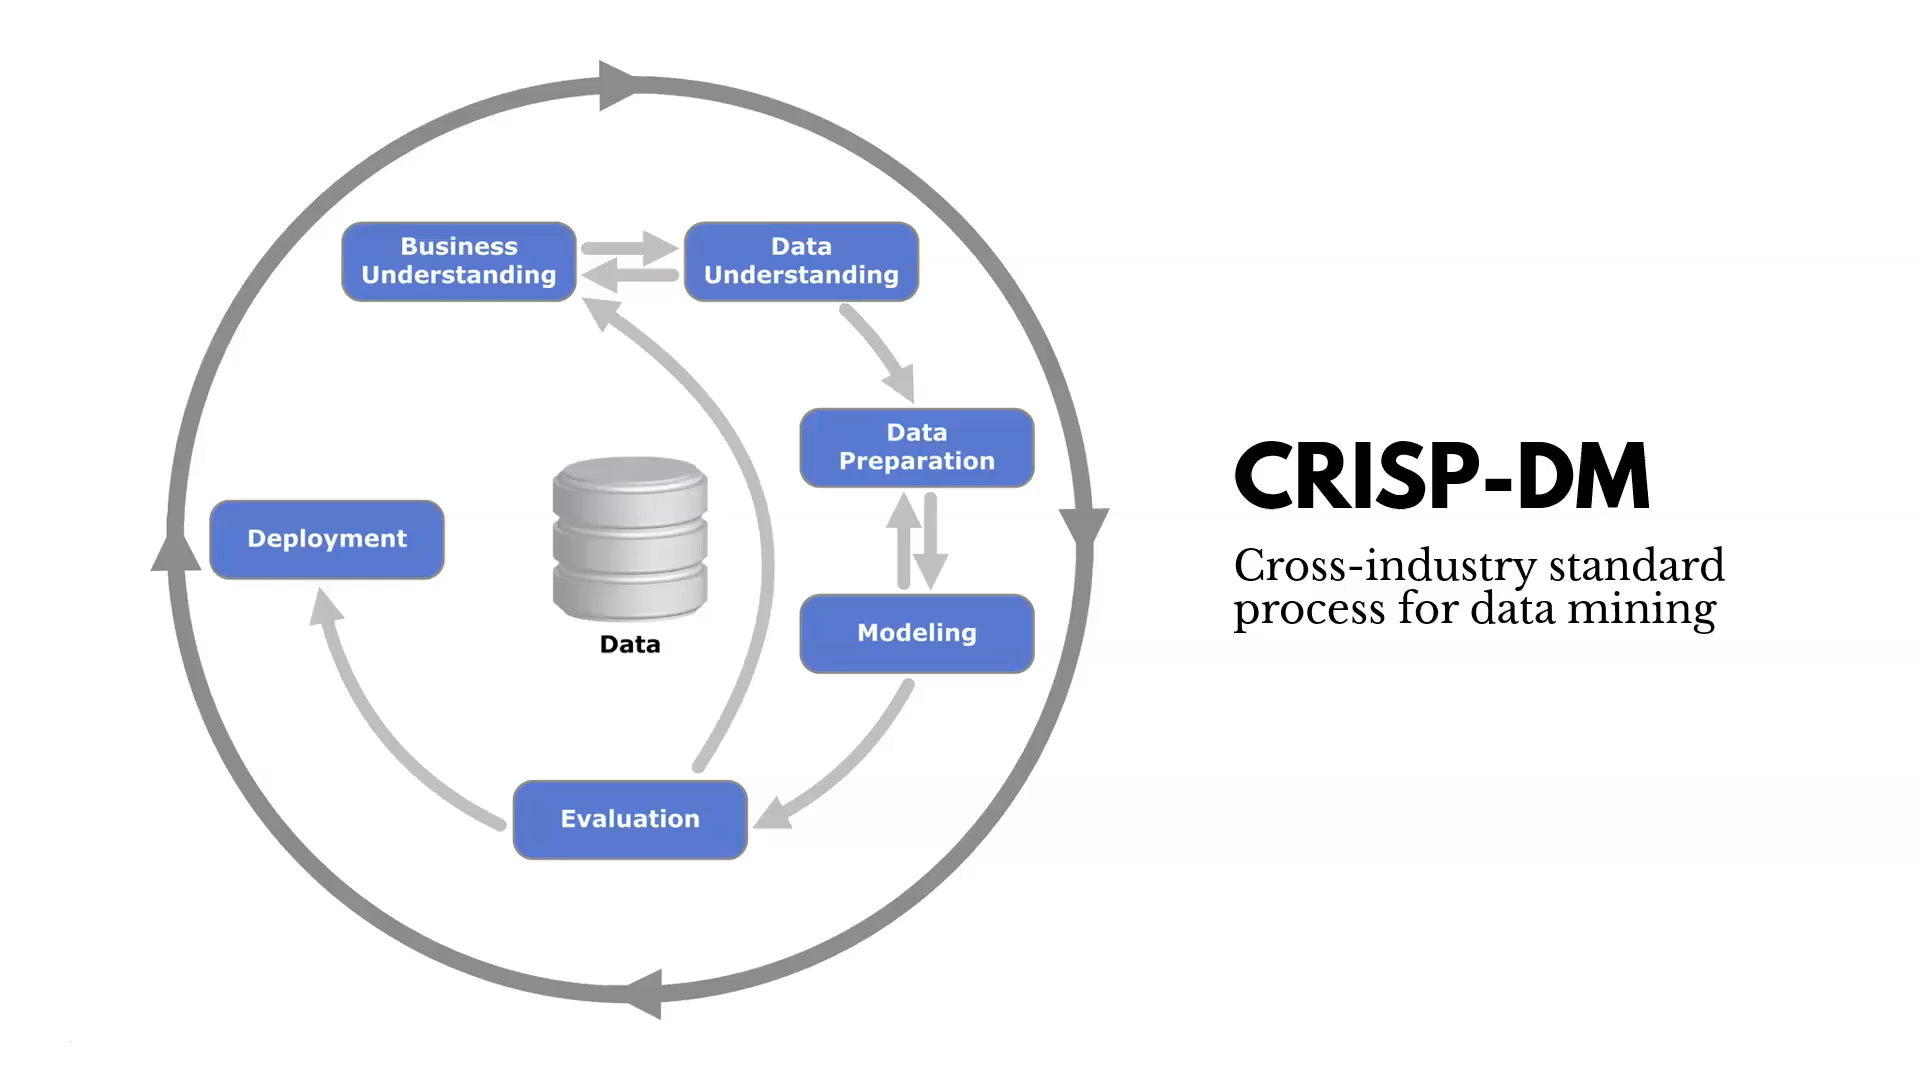 Business
Understanding
Data
Understanding
Data
Preparation
Deployment
Data
Modeling
Evaluation
CRISP-DM
Cross-industry standard
process for data mining